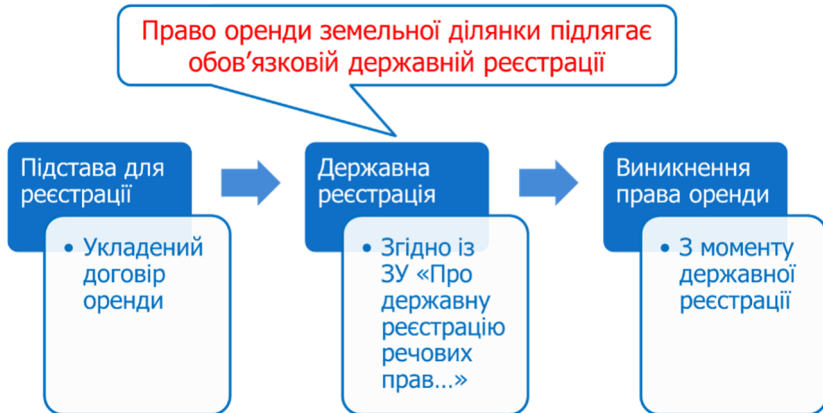 Право оренди земельної ділянки підлягає
обов’язковій державній реєстрації
Підстава для
реєстрації
• Укладений
договір
оренди
Державна
реєстрація
• Згідно із
ЗУ «Про
державну
реєстрацію
речових
прав…»
Виникнення
права оренди
• З моменту
державної
реєстрації